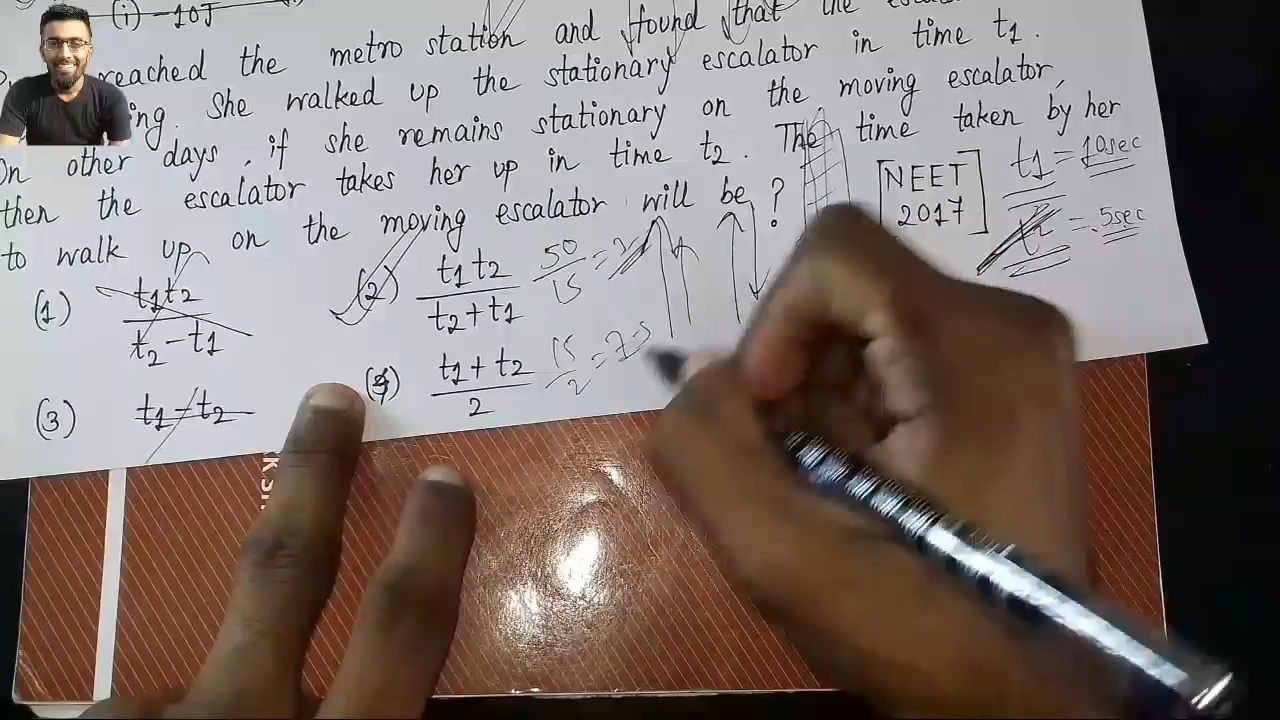 (i) -10J
reached the metro station and found that the
ing. She walked up the stationary escalator in time t1.
On other days, if she remains stationary on the moving escalator,
then the escalator takes her up in time t2. The time taken by her
to walk up on the moving escalator will be ?
[NEET 2017]
t1 = 10sec
= 5sec
(1) t1t2 / t2-t1
(2) t1t2 / t2+t1
50/15 =
(3) t1-t2
(4) t1+t2 / 2
15/2 = 7.5